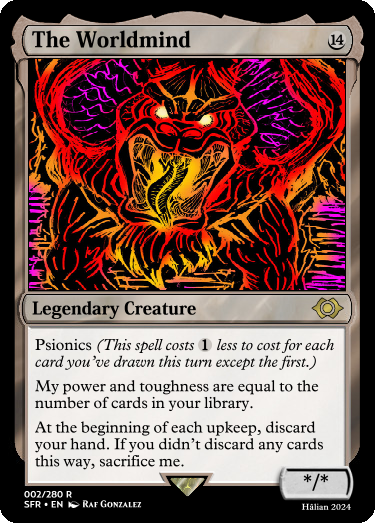 The Worldmind
14
Legendary Creature
Psionics (This spell costs 1 less to cost for each
card you've drawn this turn except the first.)
My power and toughness are equal to the
number of cards in your library.
At the beginning of each upkeep, discard
your hand. If you didn't discard any cards
this way, sacrifice me.
*/*
002/280 R
SFR • EN Raf Gonzalez
Hālian 2024